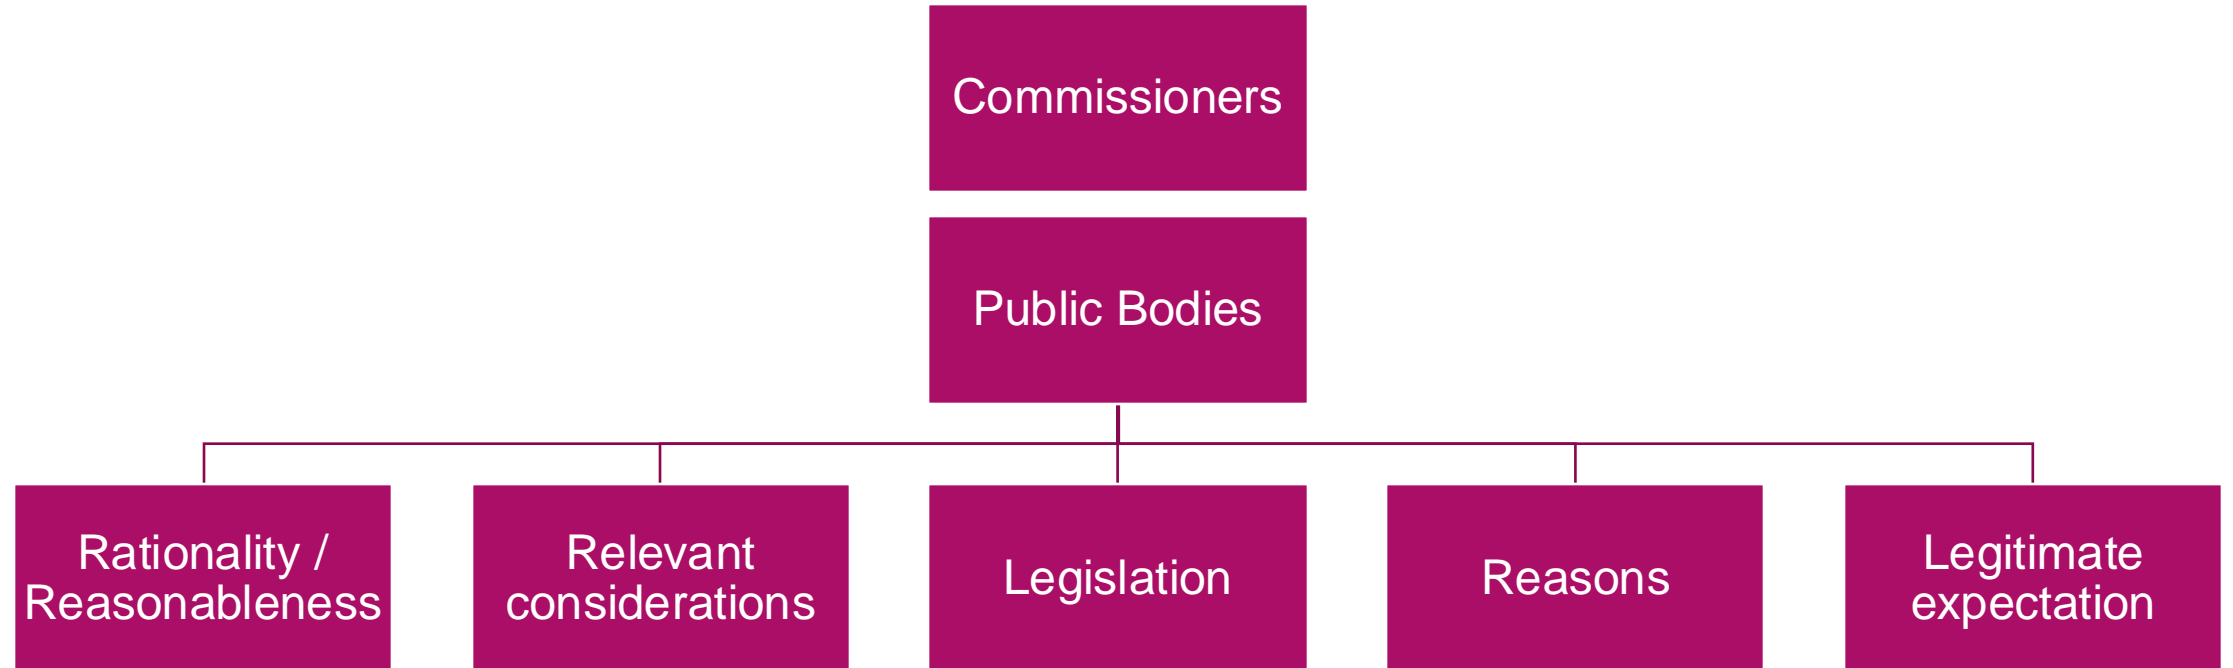 Commissioners
Public Bodies
Rationality /
Reasonableness
Relevant
considerations
Legislation
Reasons
Legitimate
expectation